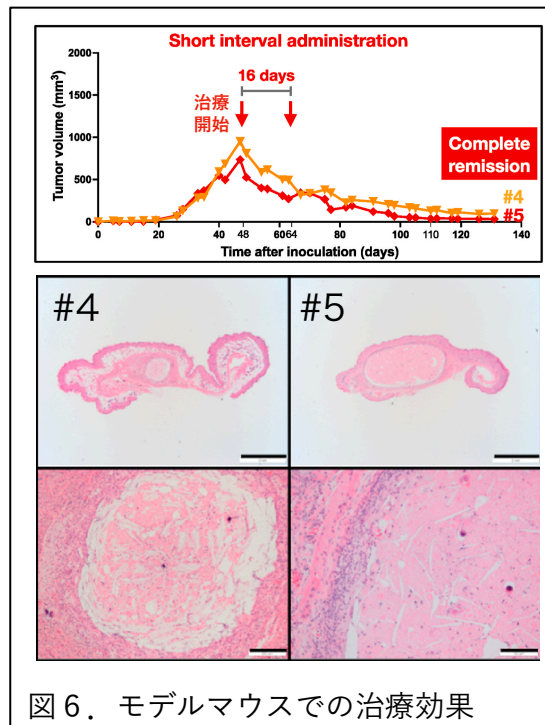 Short interval administration
Tumor volume (mm³)
2000
1500
1000
500
0
16 days
治療
開始
Complete
remission
#4
#5
0 20 40 48 60 64 80 100 110 120 140
Time after inoculation (days)
#4 #5
図6．モデルマウスでの治療効果